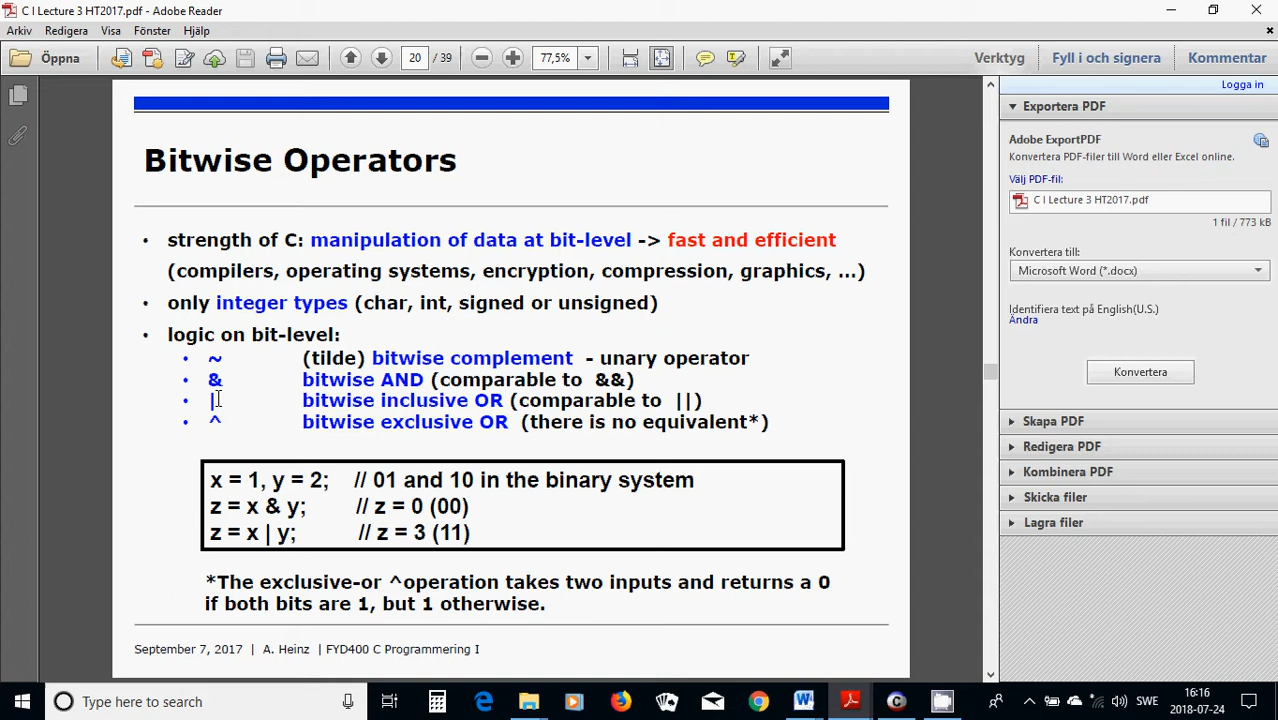 C I Lecture 3 HT2017.pdf - Adobe Reader
Arkiv Redigera Visa Fönster Hjälp
Öppna 20 / 39 77,5% Verktyg Fyll i och signera Kommentar
Logga in
Exportera PDF
Adobe ExportPDF
Konvertera PDF-filer till Word eller Excel online.
Välj PDF-fil:
C I Lecture 3 HT2017.pdf
1 fil / 773 kB
Konvertera till:
Microsoft Word (*.docx)
Identifiera text på English(U.S.)
Ändra
Konvertera
Skapa PDF
Redigera PDF
Kombinera PDF
Skicka filer
Lagra filer
Bitwise Operators
• strength of C: manipulation of data at bit-level -> fast and efficient
(compilers, operating systems, encryption, compression, graphics, ...)
• only integer types (char, int, signed or unsigned)
• logic on bit-level:
• ~ (tilde) bitwise complement - unary operator
• & bitwise AND (comparable to &&)
• | bitwise inclusive OR (comparable to ||)
• ^ bitwise exclusive OR (there is no equivalent*)
x = 1, y = 2; // 01 and 10 in the binary system
z = x & y; // z = 0 (00)
z = x | y; // z = 3 (11)
*The exclusive-or ^operation takes two inputs and returns a 0
if both bits are 1, but 1 otherwise.
September 7, 2017 | A. Heinz | FYD400 C Programmering I
Type here to search
SWE
16:16
2018-07-24